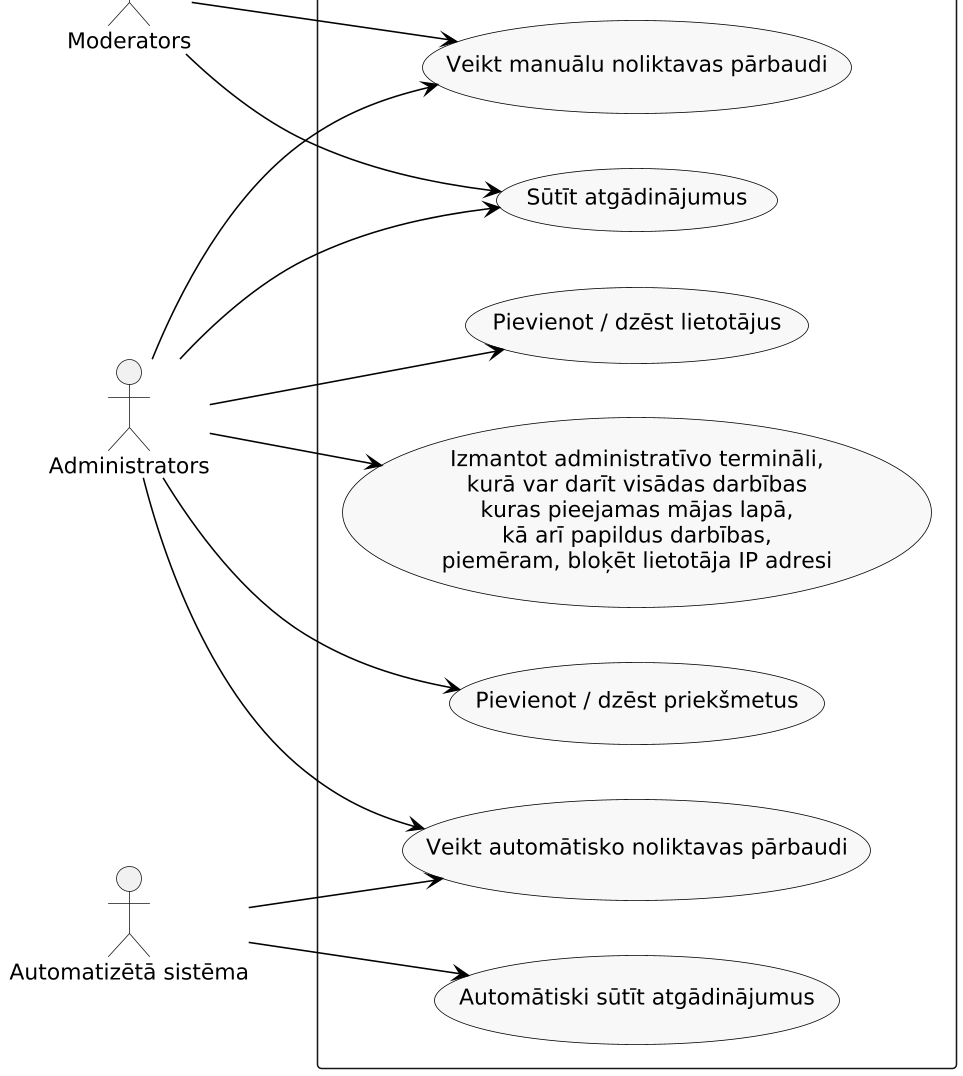 Moderators
Veikt manuālu noliktavas pārbaudi
Sūtīt atgādinājumus
Pievienot / dzēst lietotājus
Administrators
Izmantot administratīvo termināli,
kurā var darīt visādas darbības
kuras pieejamas mājas lapā,
kā arī papildus darbības,
piemēram, bloķēt lietotāja IP adresi
Pievienot / dzēst priekšmetus
Veikt automātisko noliktavas pārbaudi
Automatizētā sistēma
Automātiski sūtīt atgādinājumus